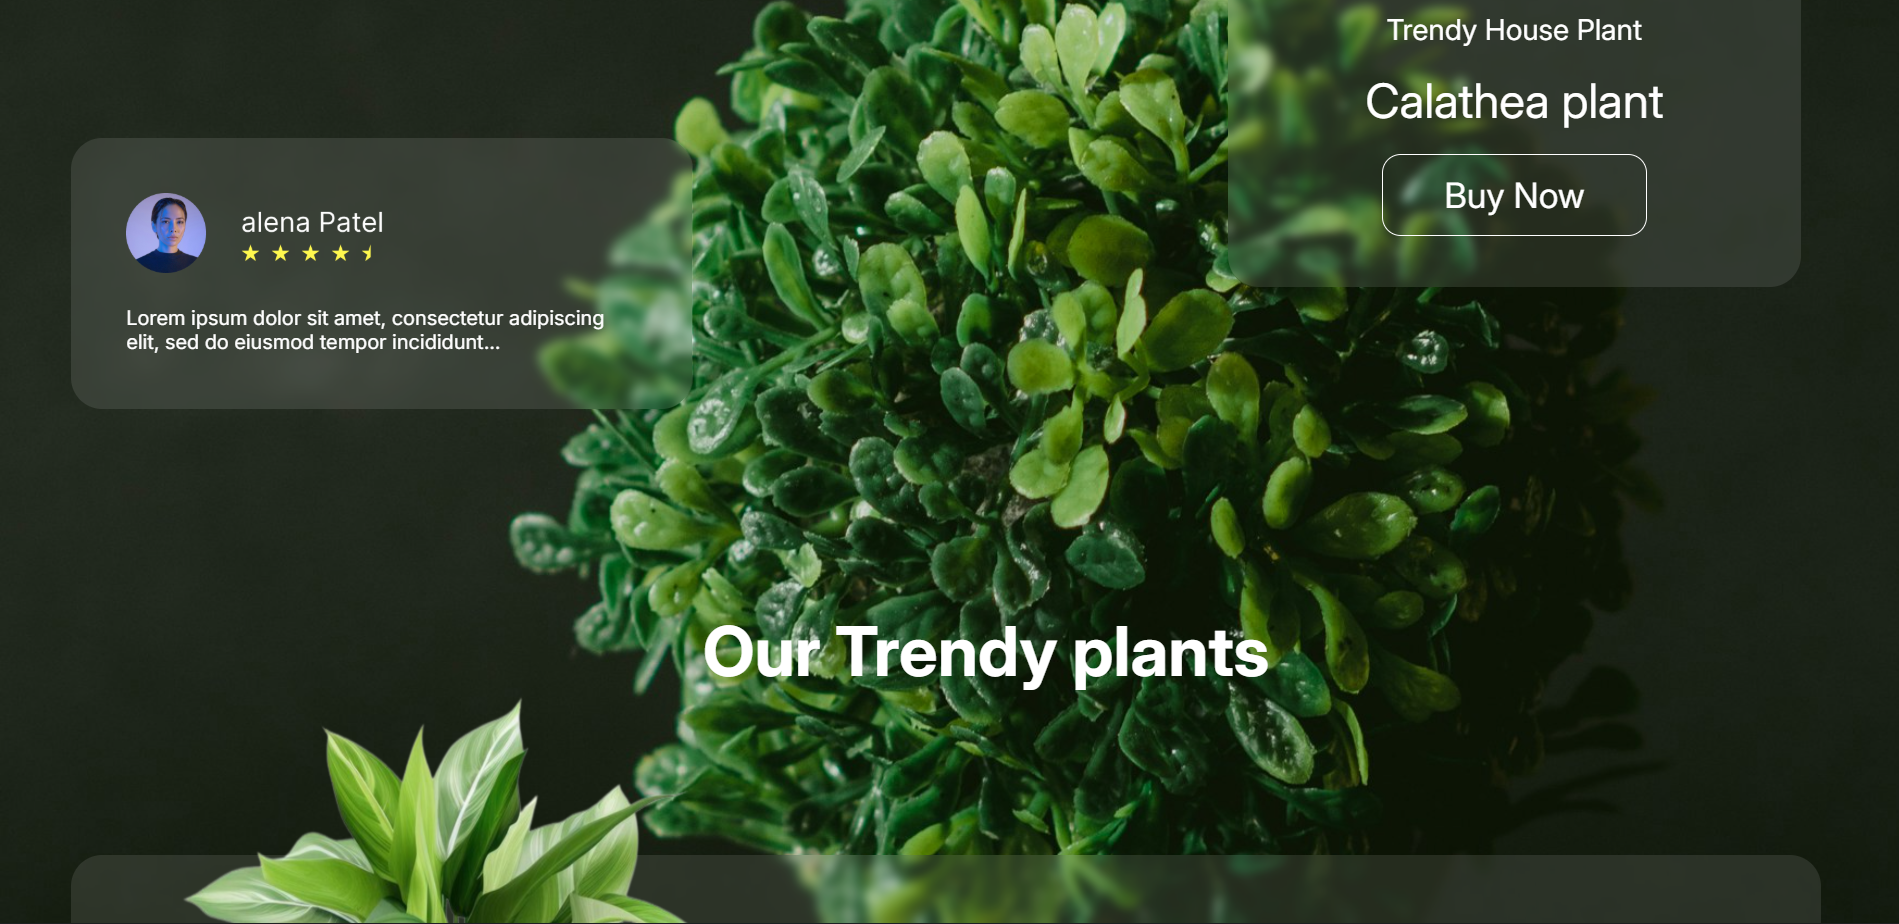 Trendy House Plant
Calathea plant
Buy Now
alena Patel
Lorem ipsum dolor sit amet, consectetur adipiscing
elit, sed do eiusmod tempor incididunt...
Our Trendy plants